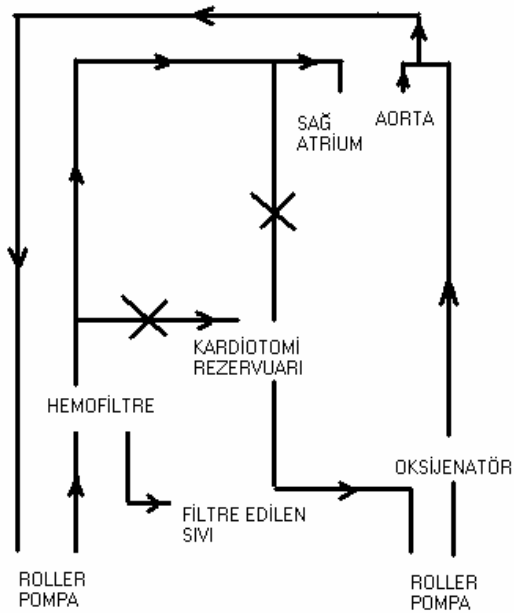 SAĞ
ATRİUM
AORTA
KARDİOTOMİ
REZERVUARI
HEMOFİLTRE
OKSİJENATÖR
FİLTRE EDİLEN
SIVI
ROLLER
POMPA
ROLLER
POMPA